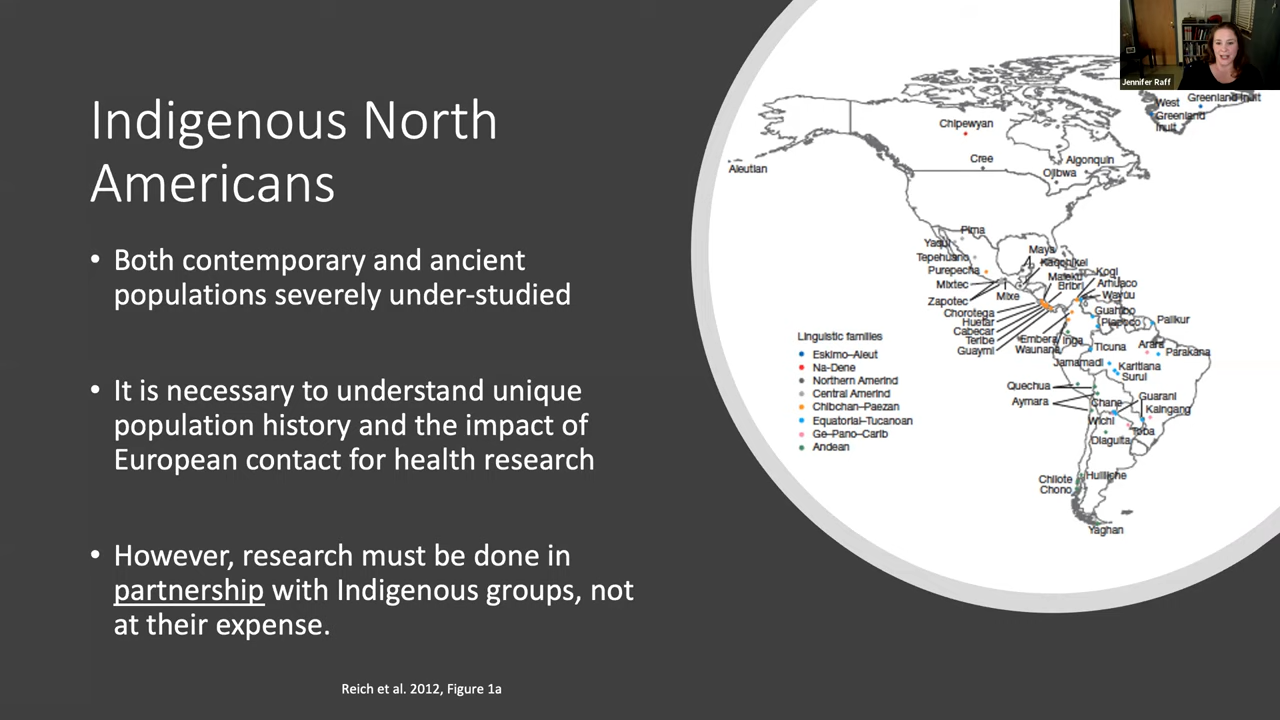 Indigenous North
Americans
• Both contemporary and ancient
populations severely under-studied
• It is necessary to understand unique
population history and the impact of
European contact for health research
• However, research must be done in
partnership with Indigenous groups, not
at their expense.
Reich et al. 2012, Figure 1a
Jennifer Raff
Greenland Inuit
West
Greenland
Inuit
Chipewyan
Aleutian
Cree
Algonquin
Ojibwa
Pima
Yaqui
Tepehuano
Purepecha
Mixtec
Zapotec
Mixe
Maya
Kaqchikel
Maleku
Bribri
Kogi
Arhuaco
Wayuu
Chorotega
Huetar
Cabecar
Teribe
Guaymi
Embera
Waunana
Inga
Guahibo
Piapoco
Palikur
Ticuna
Arara
Parakana
Jamamadi
Karitiana
Surui
Quechua
Aymara
Chane
Guarani
Kaingang
Wichi
Toba
Diaguita
Chilote
Chono
Huilliche
Yaghan
Linguistic families
Eskimo–Aleut
Na-Dene
Northern Amerind
Central Amerind
Chibchan–Paezan
Equatorial–Tucanoan
Ge–Pano–Carib
Andean